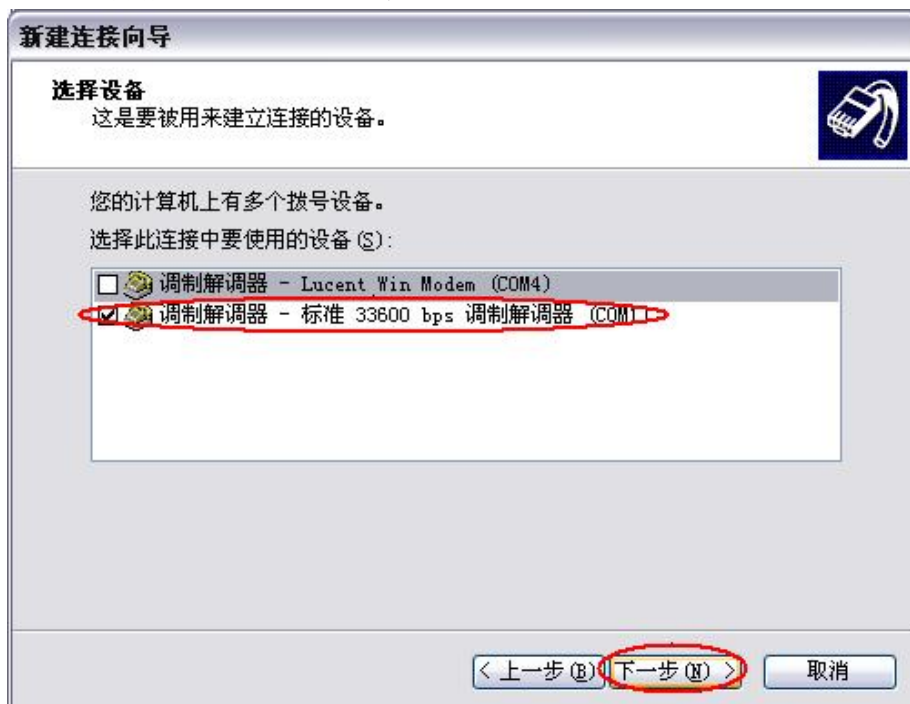 新建连接向导
选择设备
这是要被用来建立连接的设备。
您的计算机上有多个拨号设备。
选择此连接中要使用的设备(S):
调制解调器 - Lucent Win Modem (COM4)
调制解调器 - 标准 33600 bps 调制解调器 (COM1)
< 上一步(B) 下一步(N) > 取消